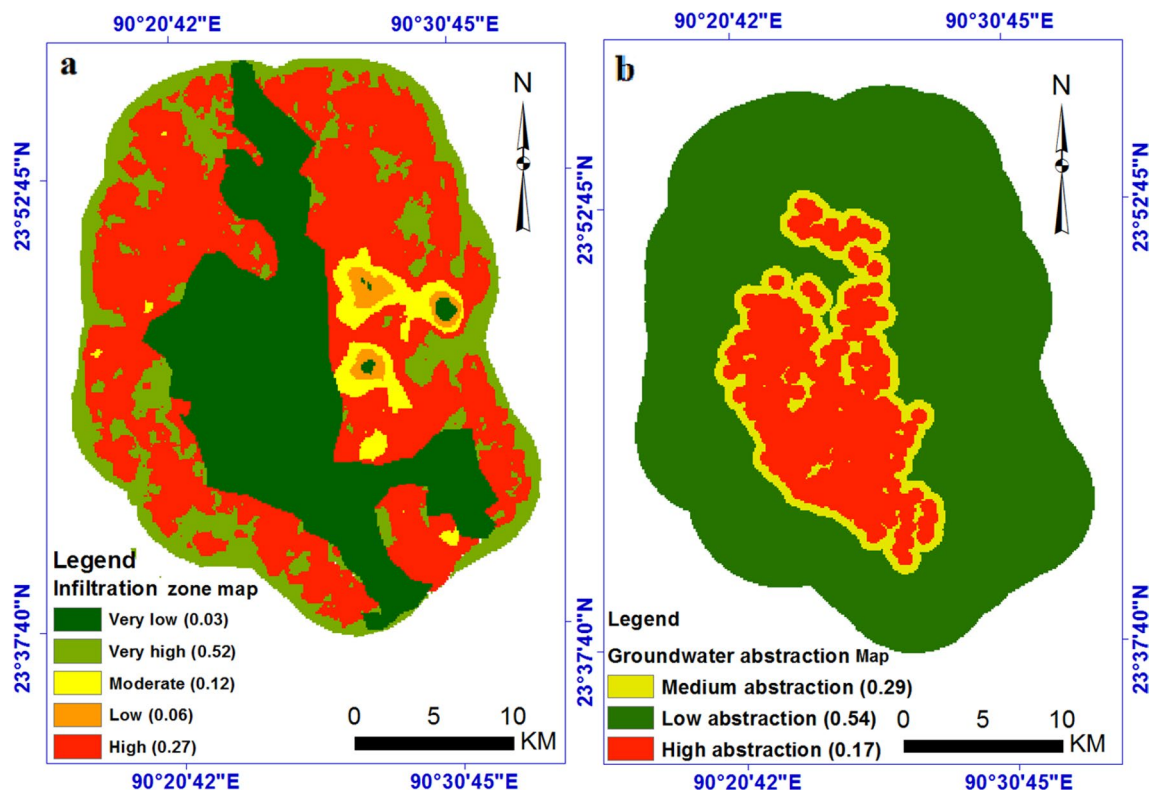 90°20'42"E
90°30'45"E
a
N
23°52'45"N
23°37'40"N
Legend
Infiltration zone map
Very low (0.03)
Very high (0.52)
Moderate (0.12)
Low (0.06)
High (0.27)
0 5 10
KM
90°20'42"E
90°30'45"E
90°20'42"E
90°30'45"E
b
N
23°52'45"N
23°52'45"N
23°37'40"N
23°37'40"N
Legend
Groundwater abstraction Map
Medium abstraction (0.29)
Low abstraction (0.54)
High abstraction (0.17)
0 5 10
KM
90°20'42"E
90°30'45"E